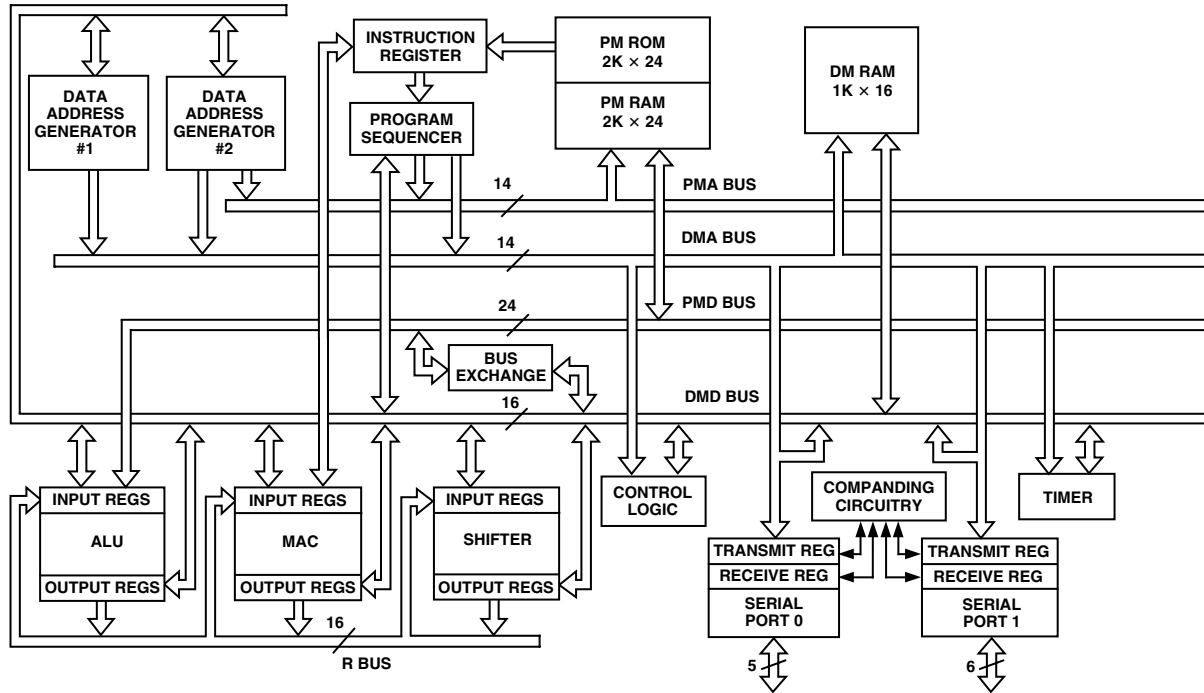 INSTRUCTION
REGISTER
PM ROM
2K × 24
PM RAM
2K × 24
DM RAM
1K × 16
DATA
ADDRESS
GENERATOR
#1
DATA
ADDRESS
GENERATOR
#2
PROGRAM
SEQUENCER
14
PMA BUS
14
DMA BUS
24
PMD BUS
BUS
EXCHANGE
16
DMD BUS
INPUT REGS
ALU
OUTPUT REGS
INPUT REGS
MAC
OUTPUT REGS
INPUT REGS
SHIFTER
OUTPUT REGS
CONTROL
LOGIC
COMPANDING
CIRCUITRY
TIMER
TRANSMIT REG
RECEIVE REG
SERIAL
PORT 0
TRANSMIT REG
RECEIVE REG
SERIAL
PORT 1
16
R BUS
5
6